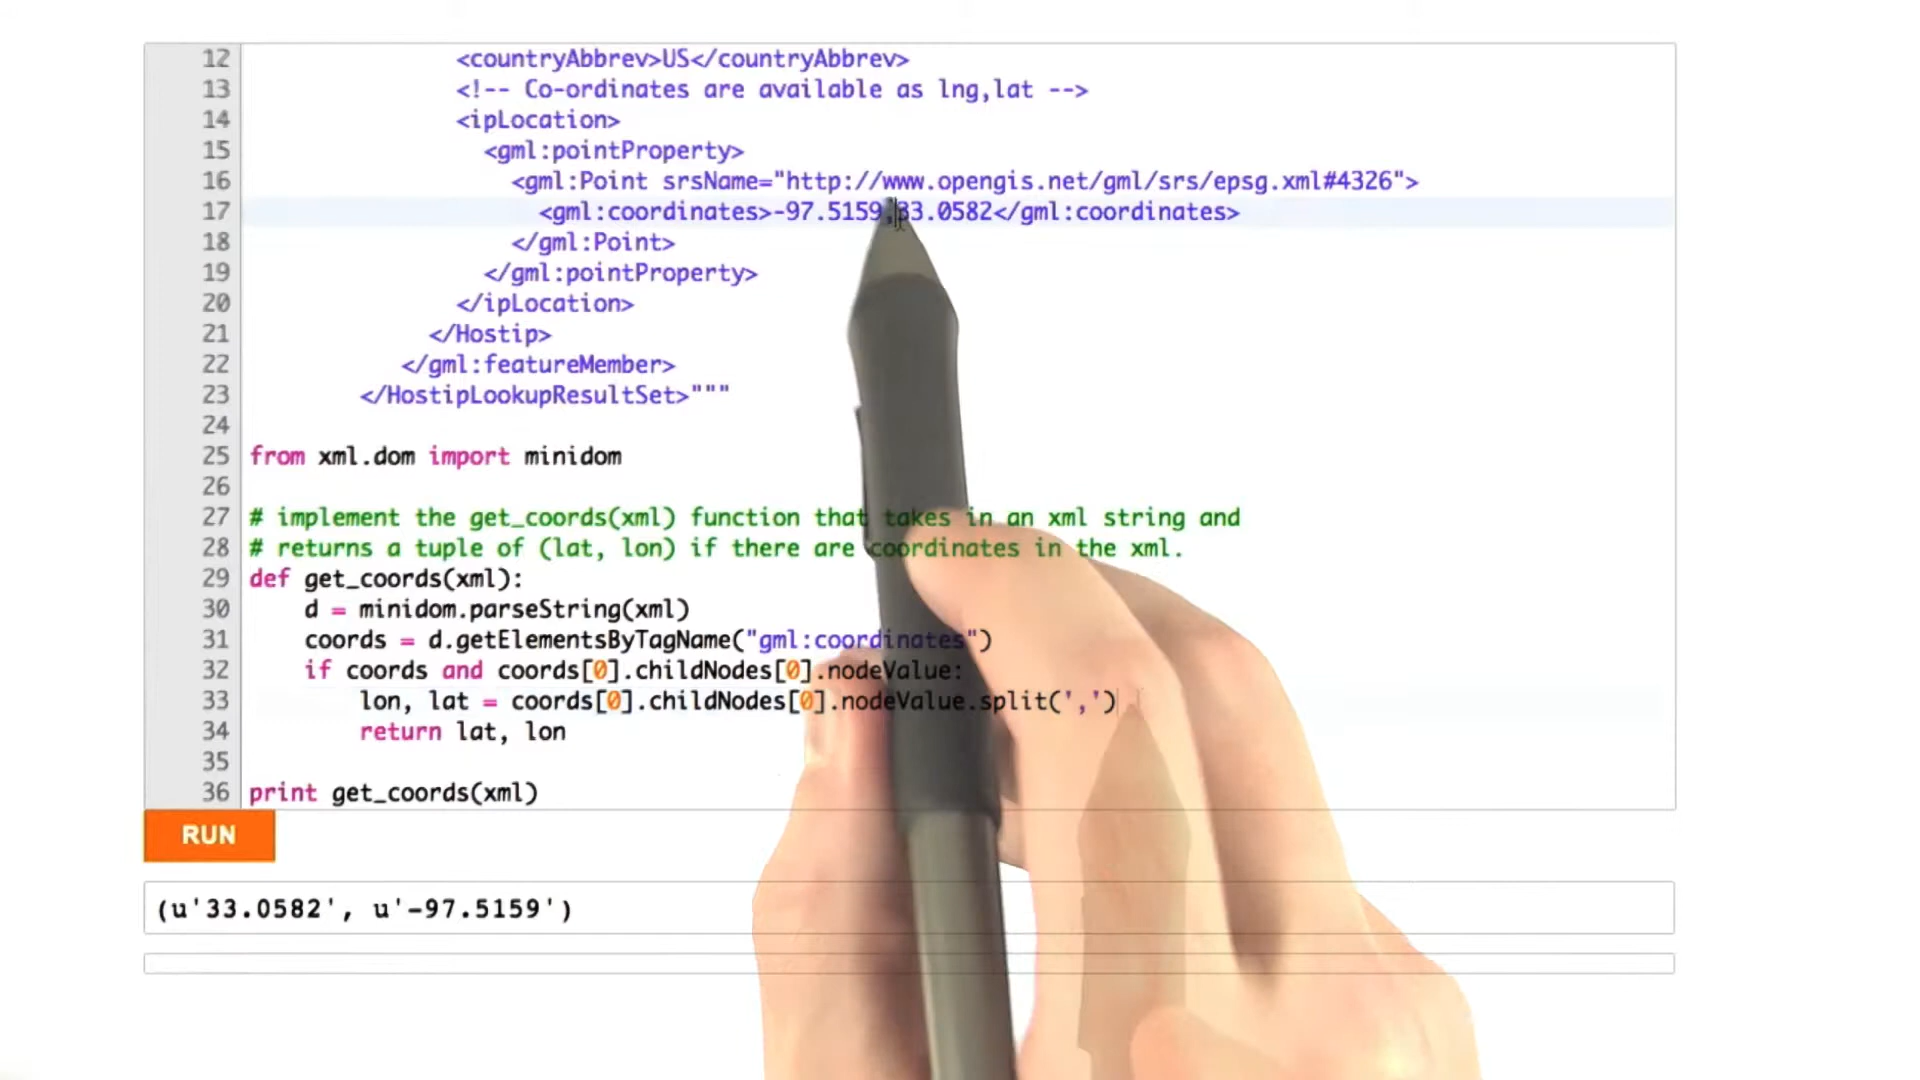 12 <countryAbbrev>US</countryAbbrev>
13 <!-- Co-ordinates are available as lng,lat -->
14 <ipLocation>
15 <gml:pointProperty>
16 <gml:Point srsName="http://www.opengis.net/gml/srs/epsg.xml#4326">
17 <gml:coordinates>-97.5159,33.0582</gml:coordinates>
18 </gml:Point>
19 </gml:pointProperty>
20 </ipLocation>
21 </Hostip>
22 </gml:featureMember>
23 </HostipLookupResultSet>"""
24
25 from xml.dom import minidom
26
27 # implement the get_coords(xml) function that takes in an xml string and
28 # returns a tuple of (lat, lon) if there are coordinates in the xml.
29 def get_coords(xml):
30 d = minidom.parseString(xml)
31 coords = d.getElementsByTagName("gml:coordinates")
32 if coords and coords[0].childNodes[0].nodeValue:
33 lon, lat = coords[0].childNodes[0].nodeValue.split(',')
34 return lat, lon
35
36 print get_coords(xml)
RUN
(u'33.0582', u'-97.5159')